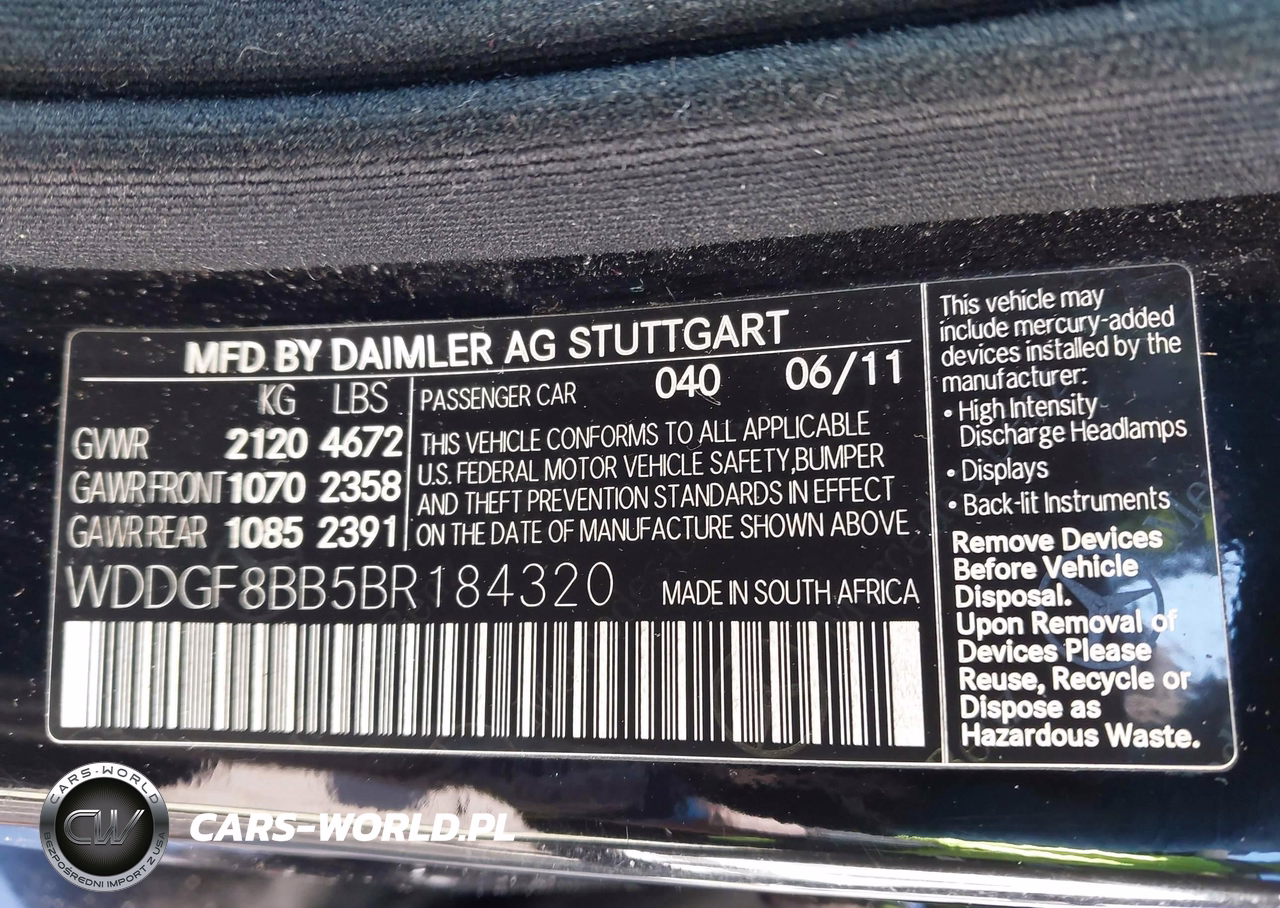 MFD. BY DAIMLER AG STUTTGART
KG LBS
GVWR 2120 4672
GAWR FRONT 1070 2358
GAWR REAR 1085 2391
PASSENGER CAR 040 06/11
THIS VEHICLE CONFORMS TO ALL APPLICABLE
U.S. FEDERAL MOTOR VEHICLE SAFETY,BUMPER
AND THEFT PREVENTION STANDARDS IN EFFECT
ON THE DATE OF MANUFACTURE SHOWN ABOVE.
WDDGF8BB5BR184320 MADE IN SOUTH AFRICA
This vehicle may
include mercury-added
devices installed by the
manufacturer:
• High Intensity
Discharge Headlamps
• Displays
• Back-lit Instruments
Remove Devices
Before Vehicle
Disposal.
Upon Removal of
Devices Please
Reuse, Recycle or
Dispose as
Hazardous Waste.
CARS-WORLD
CW
BEZPOŚREDNI IMPORT Z USA
CARS-WORLD.PL